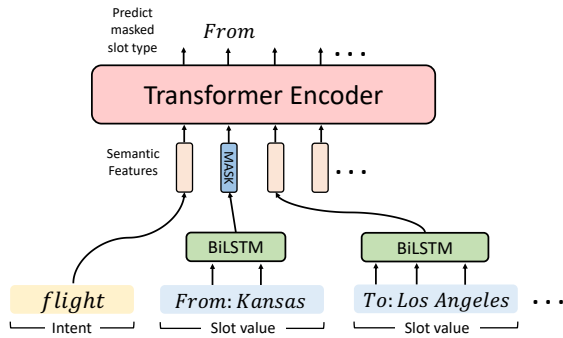 Predict
masked
slot type
From
...
Transformer Encoder
Semantic
Features
MASK
...
BiLSTM
BiLSTM
flight
From: Kansas
To: Los Angeles
...
Intent
Slot value
Slot value